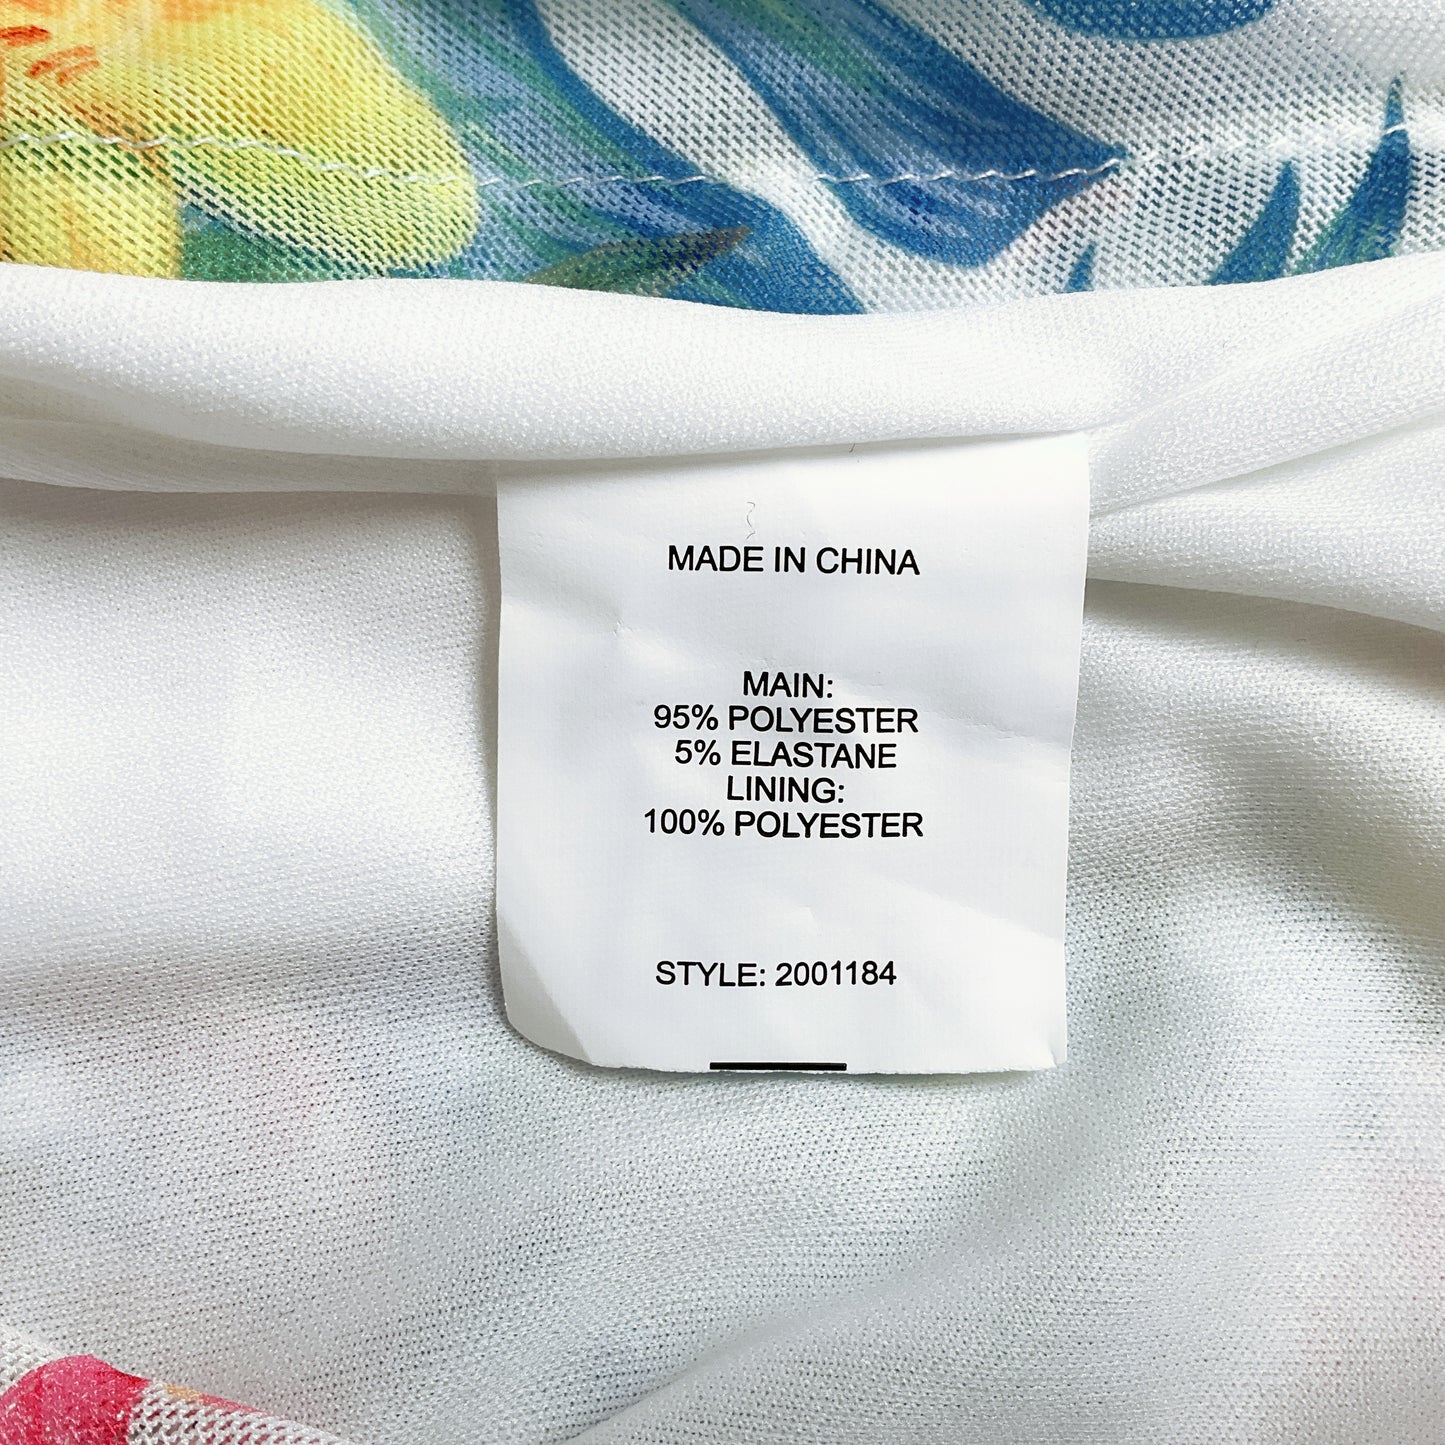 MADE IN CHINA
MAIN:
95% POLYESTER
5% ELASTANE
LINING:
100% POLYESTER
STYLE: 2001184